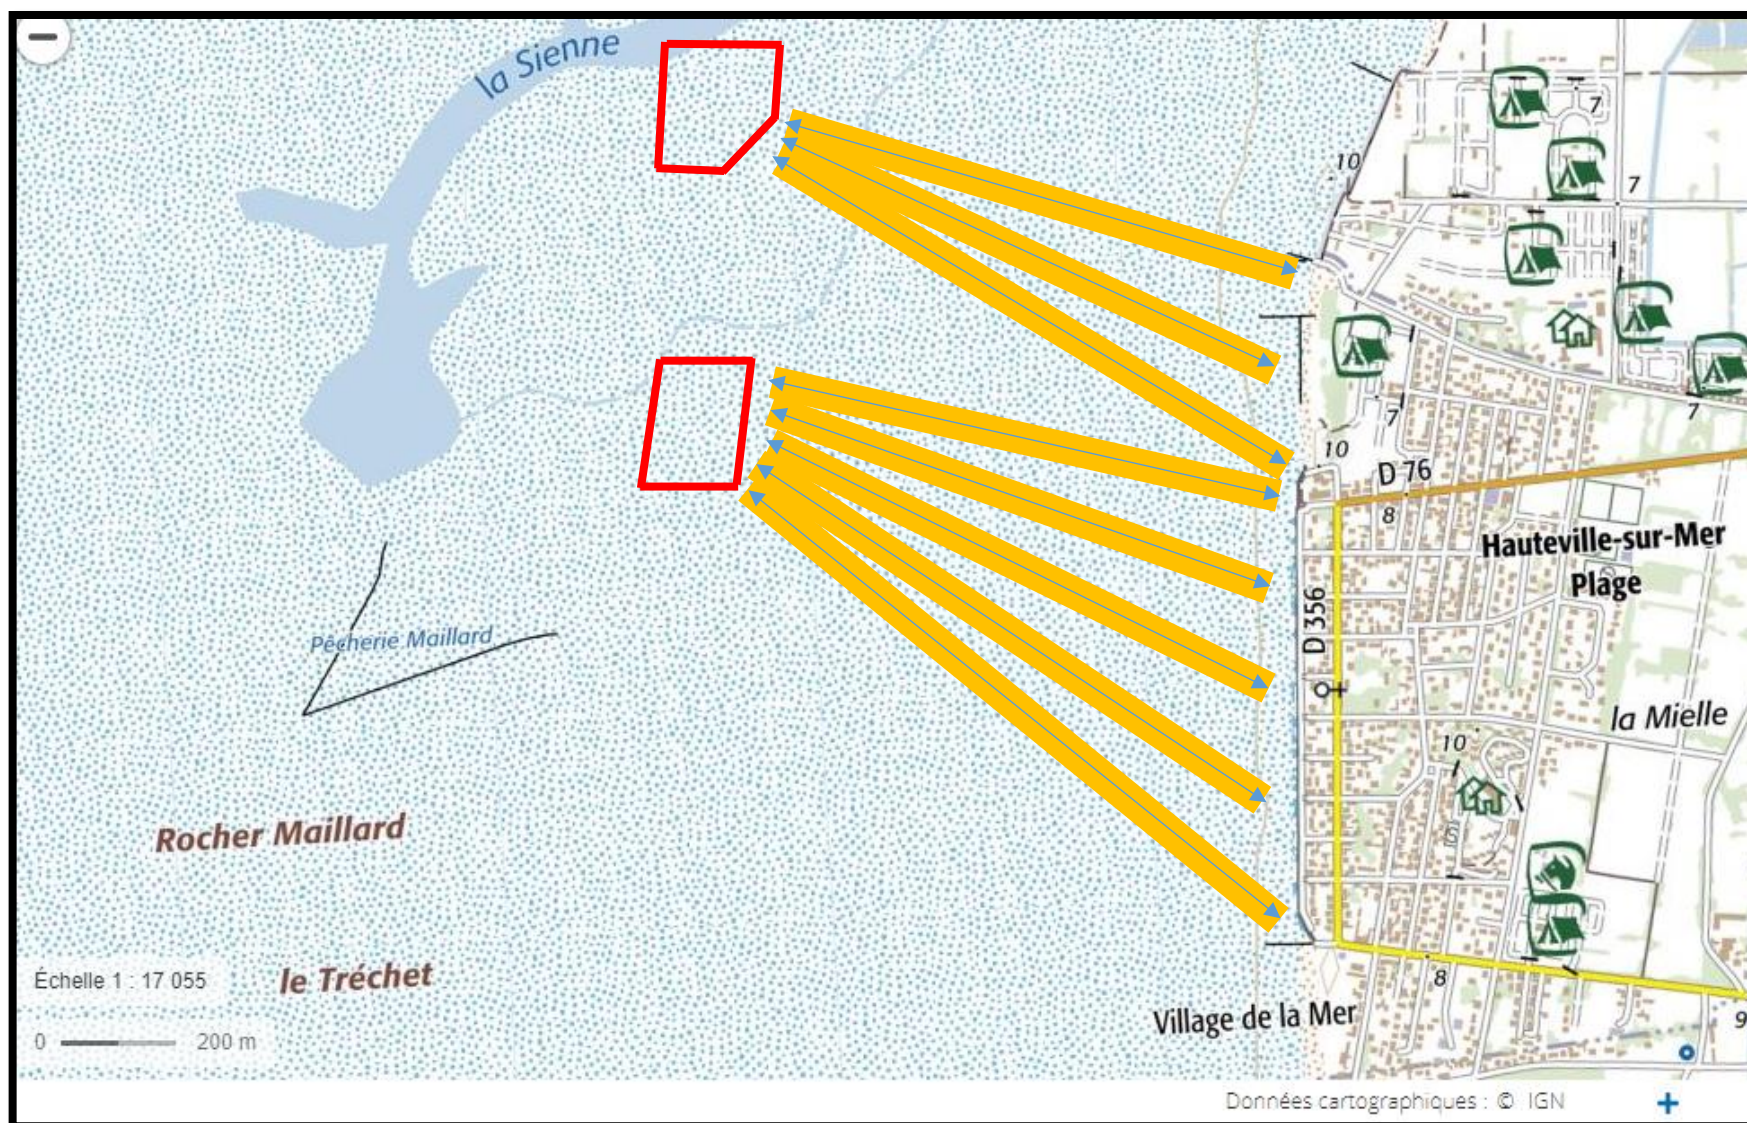 la Sienne
7
10
7
7
7
10
D 76
8
Hauteville-sur-Mer
Plage
D 356
Pêcherie Maillard
la Mielle
10
Rocher Maillard
le Tréchet
8
Échelle 1 : 17 055
Village de la Mer
9
0 200 m
Données cartographiques : © IGN